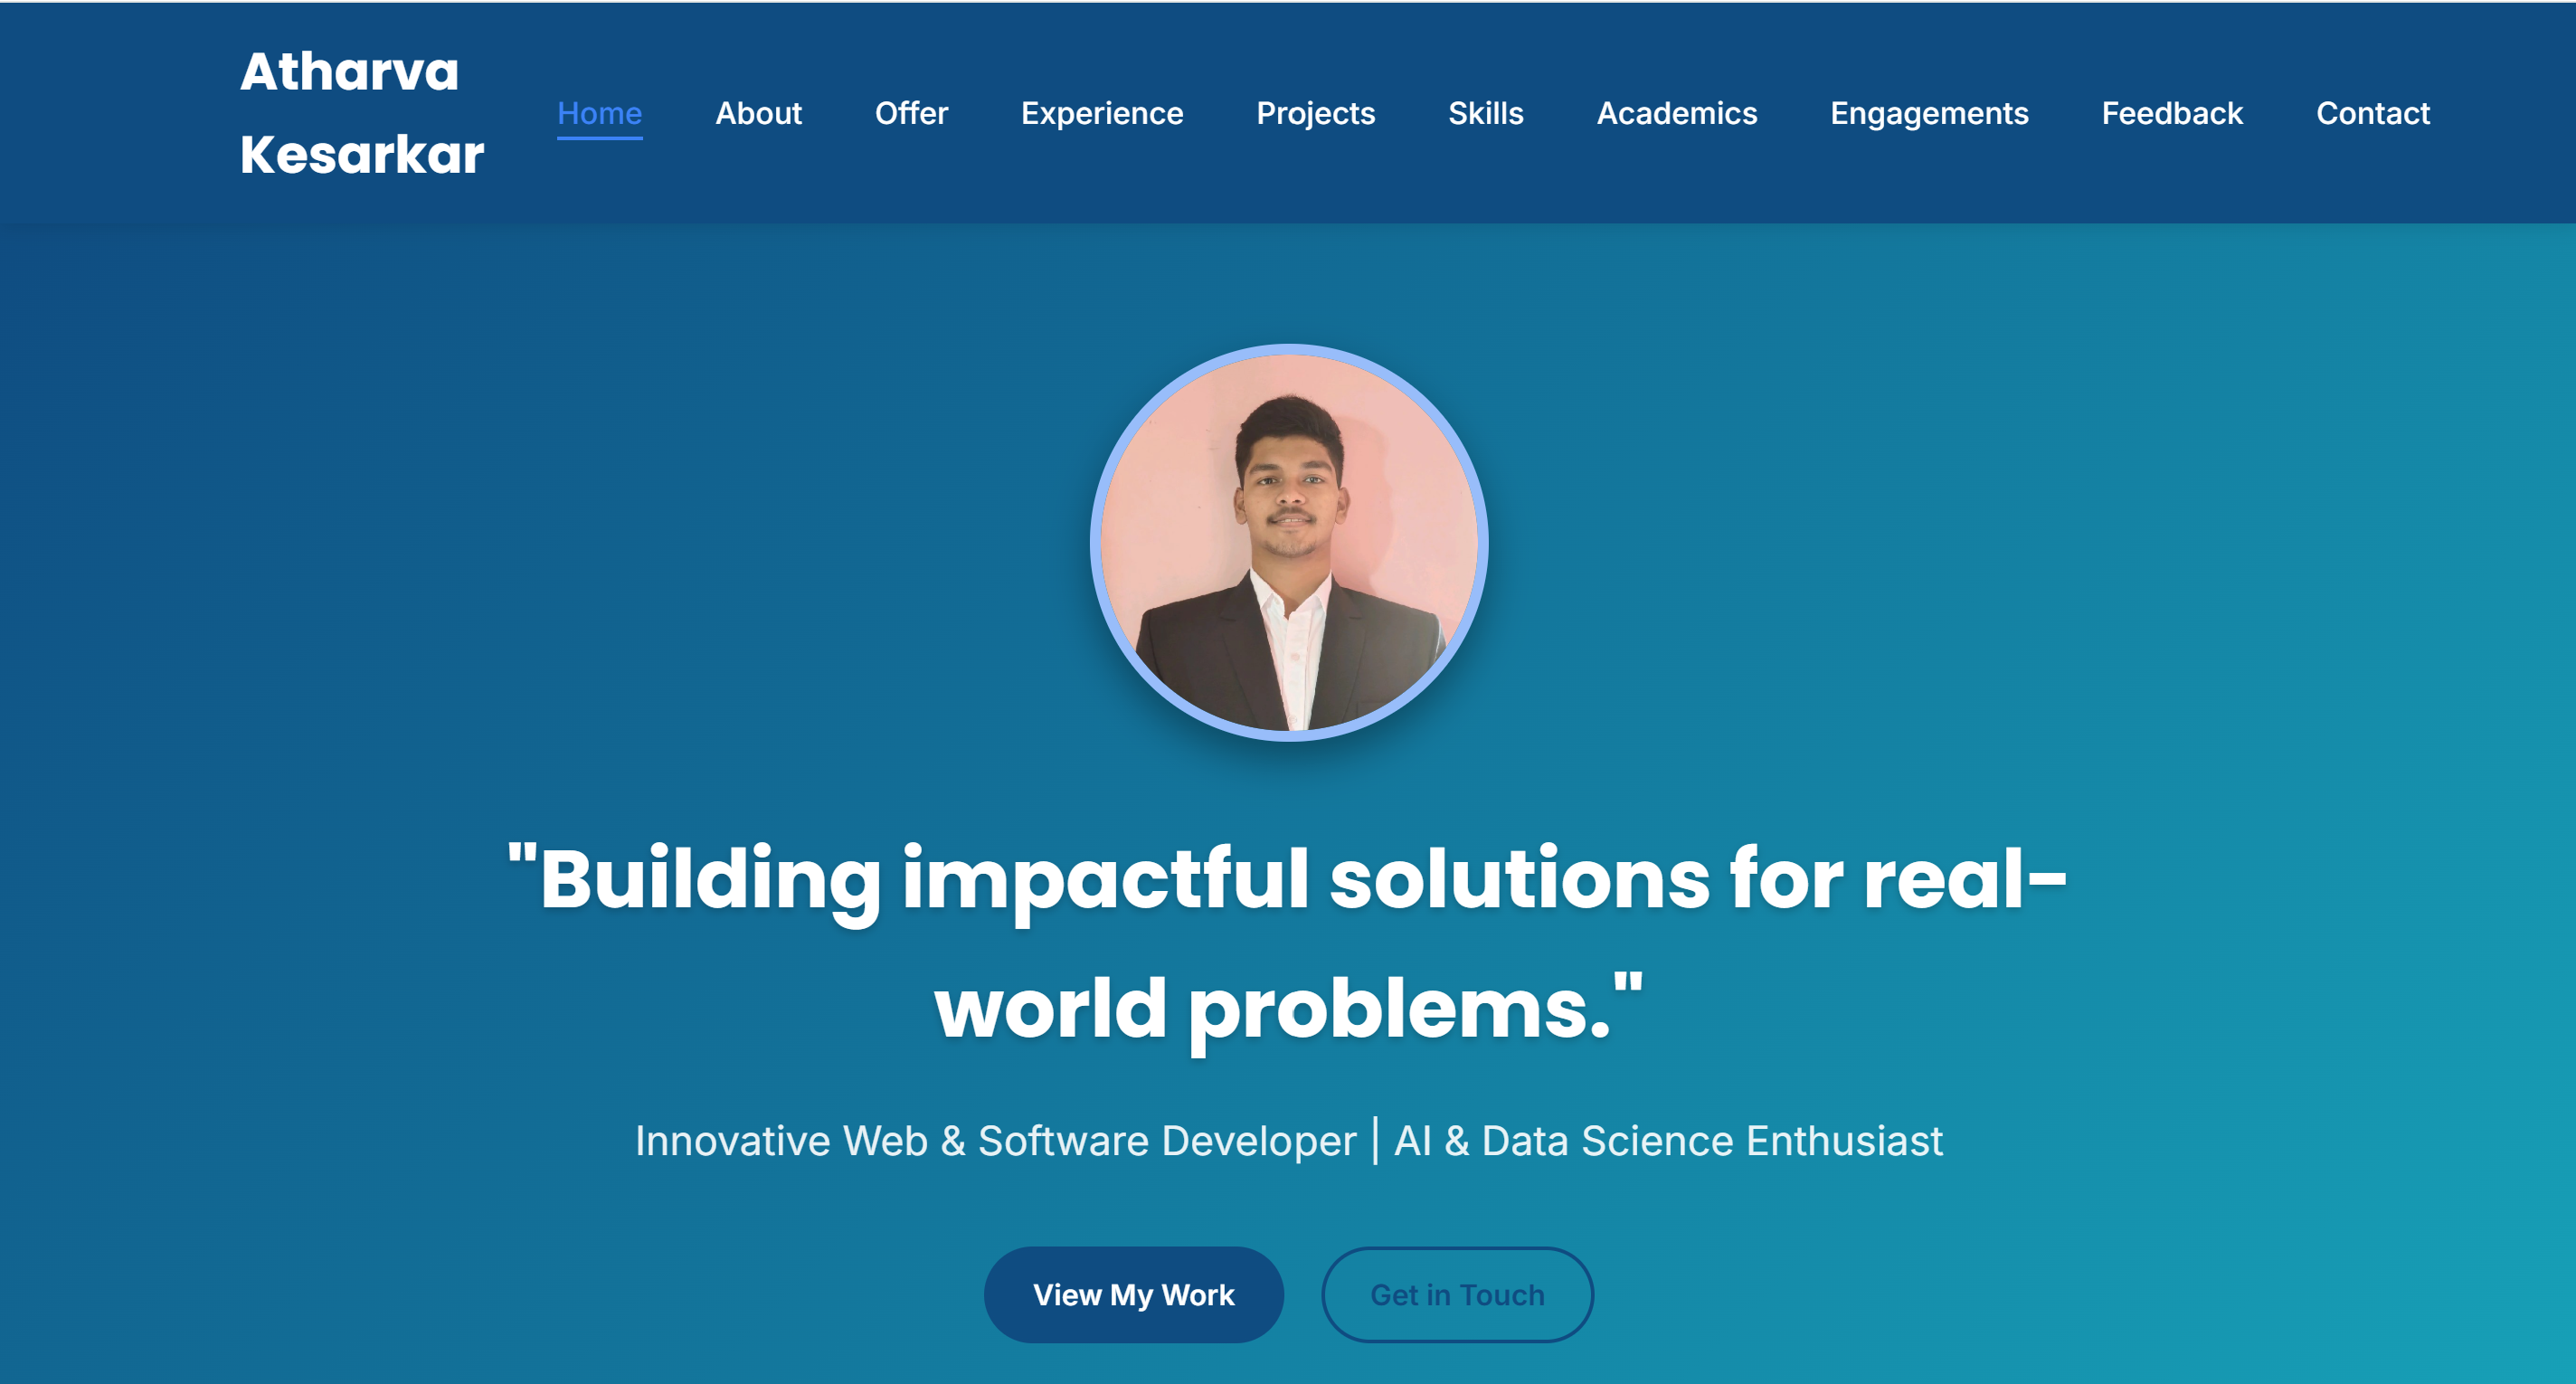 Atharva
Kesarkar
Home About Offer Experience Projects Skills Academics Engagements Feedback Contact
"Building impactful solutions for real-
world problems."
Innovative Web & Software Developer | AI & Data Science Enthusiast
View My Work Get in Touch